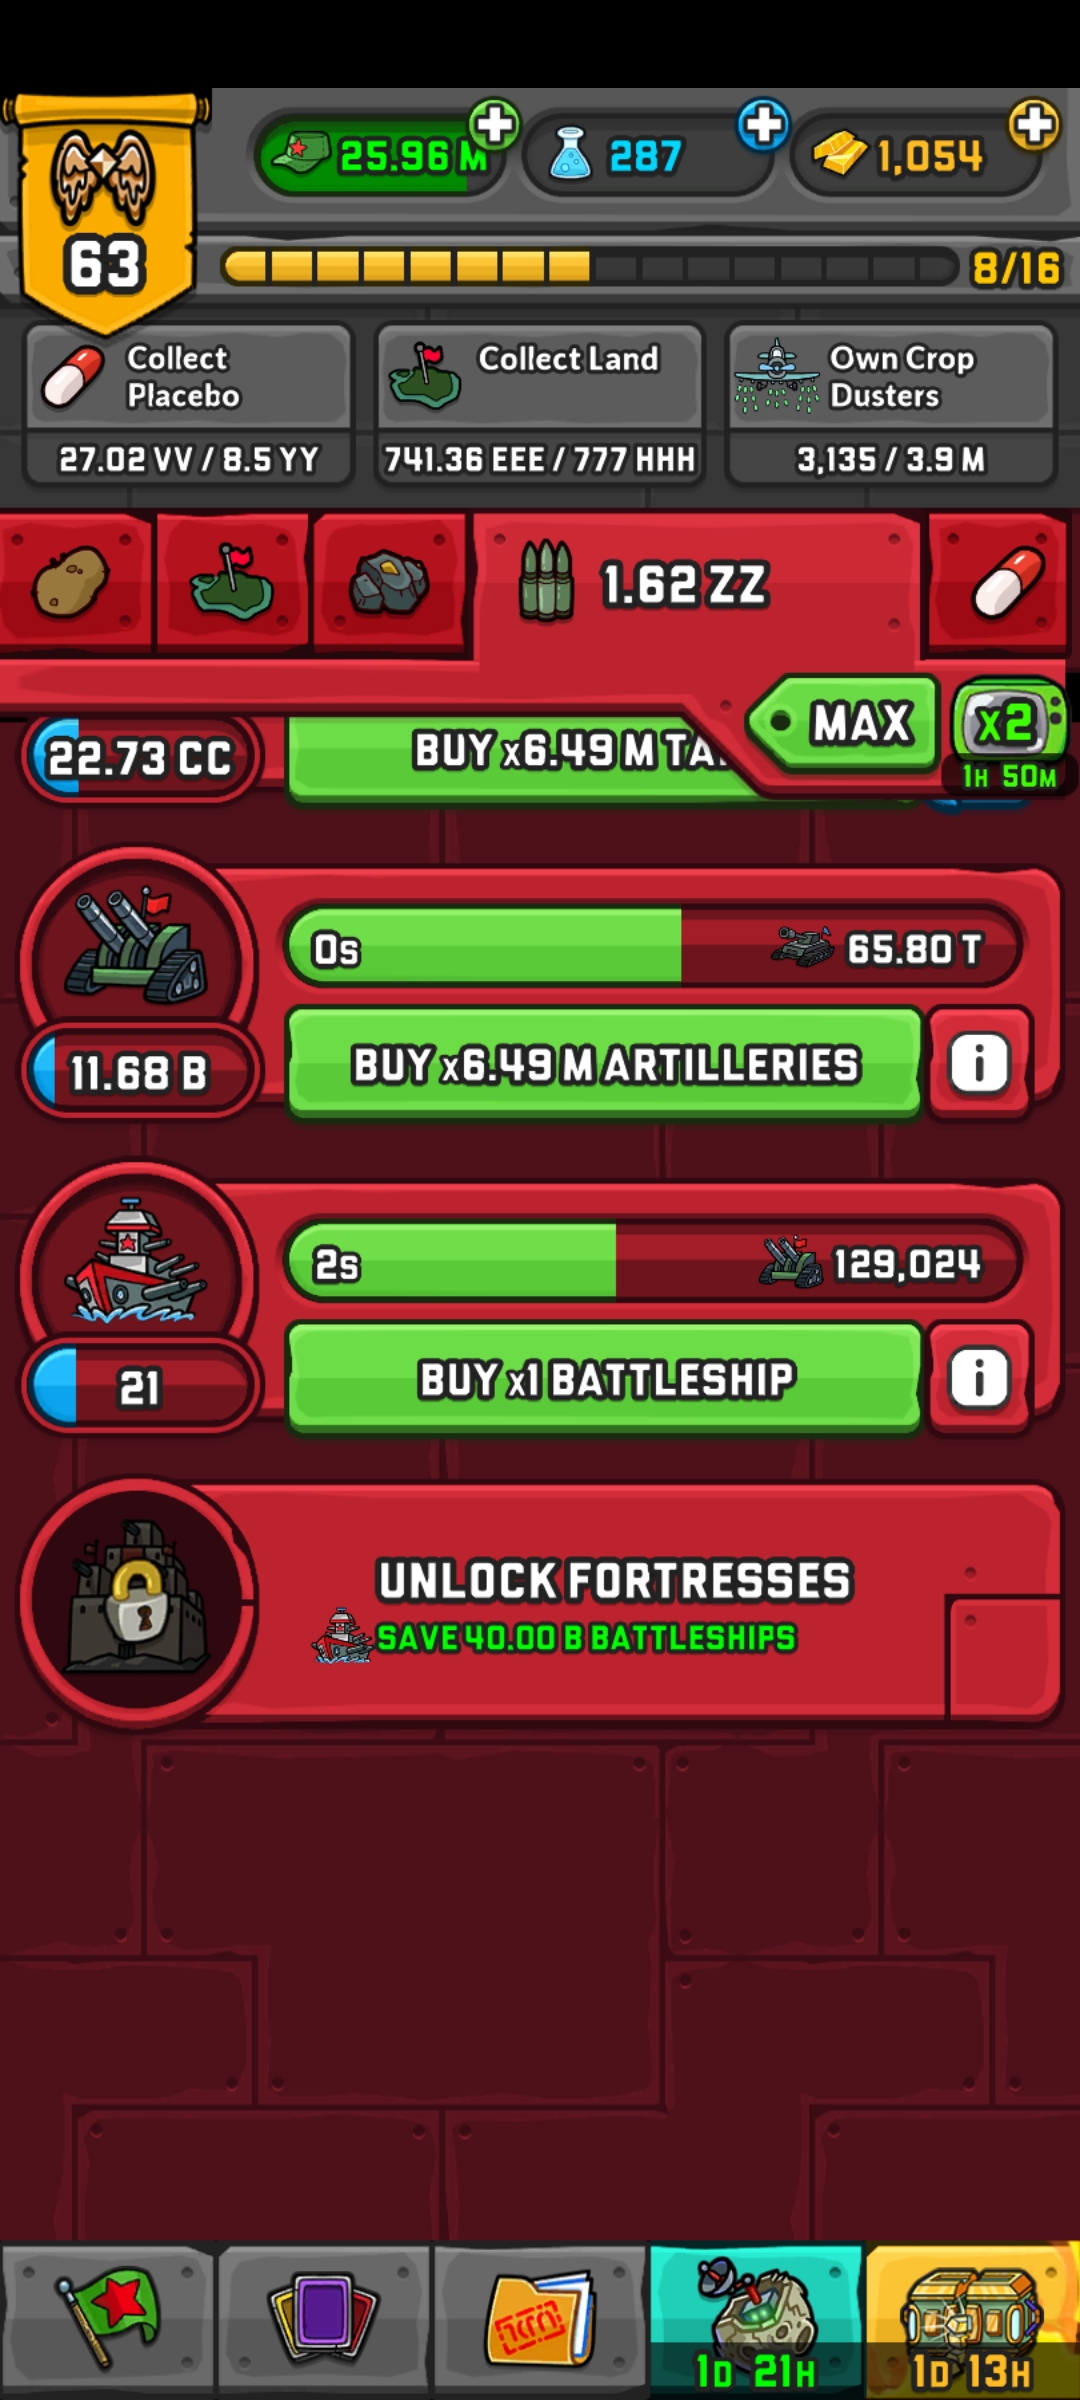 25.96 M
287
1,054
63
8/16
Collect
Placebo
27.02 VV / 8.5 YY
Collect Land
741.36 EEE / 777 HHH
Own Crop
Dusters
3,135 / 3.9 M
1.62 ZZ
MAX
x2
1H 50M
22.73 CC
BUY x6.49 M
0s
65.80 T
11.68 B
BUY x6.49 M ARTILLERIES
i
2s
129,024
21
BUY x1 BATTLESHIP
i
UNLOCK FORTRESSES
SAVE 40.00 B BATTLESHIPS
1D 21H
1D 13H